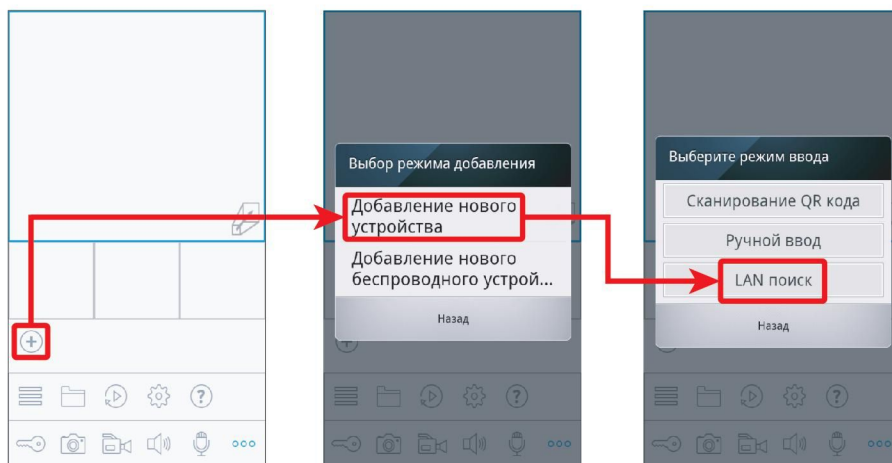 Выбор режима добавления
Добавление нового
устройства
Добавление нового
беспроводного устрой...
Назад
Выберите режим ввода
Сканирование QR кода
Ручной ввод
LAN поиск
Назад